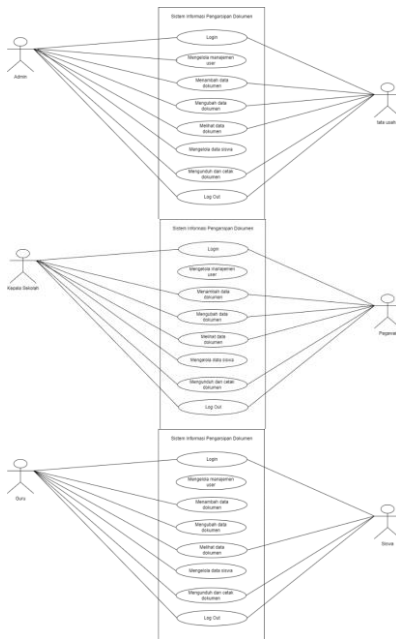 Sistem Informasi Pengarsipan Dokumen
Login
Mengelola manajemen
user
Admin
Menambah data
dokumen
tata usaha
Mengubah data
dokumen
Melihat data
dokumen
Mengelola data siswa
Mengunduh dan cetak
dokumen
Log Out
Sistem Informasi Pengarsipan Dokumen
Login
Mengelola manajemen
user
Kepala Sekolah
Menambah data
dokumen
Pegawai
Mengubah data
dokumen
Melihat data
dokumen
Mengelola data siswa
Mengunduh dan cetak
dokumen
Log Out
Sistem Informasi Pengarsipan Dokumen
Login
Mengelola manajemen
user
Guru
Menambah data
dokumen
Siswa
Mengubah data
dokumen
Melihat data
dokumen
Mengelola data siswa
Mengunduh dan cetak
dokumen
Log Out